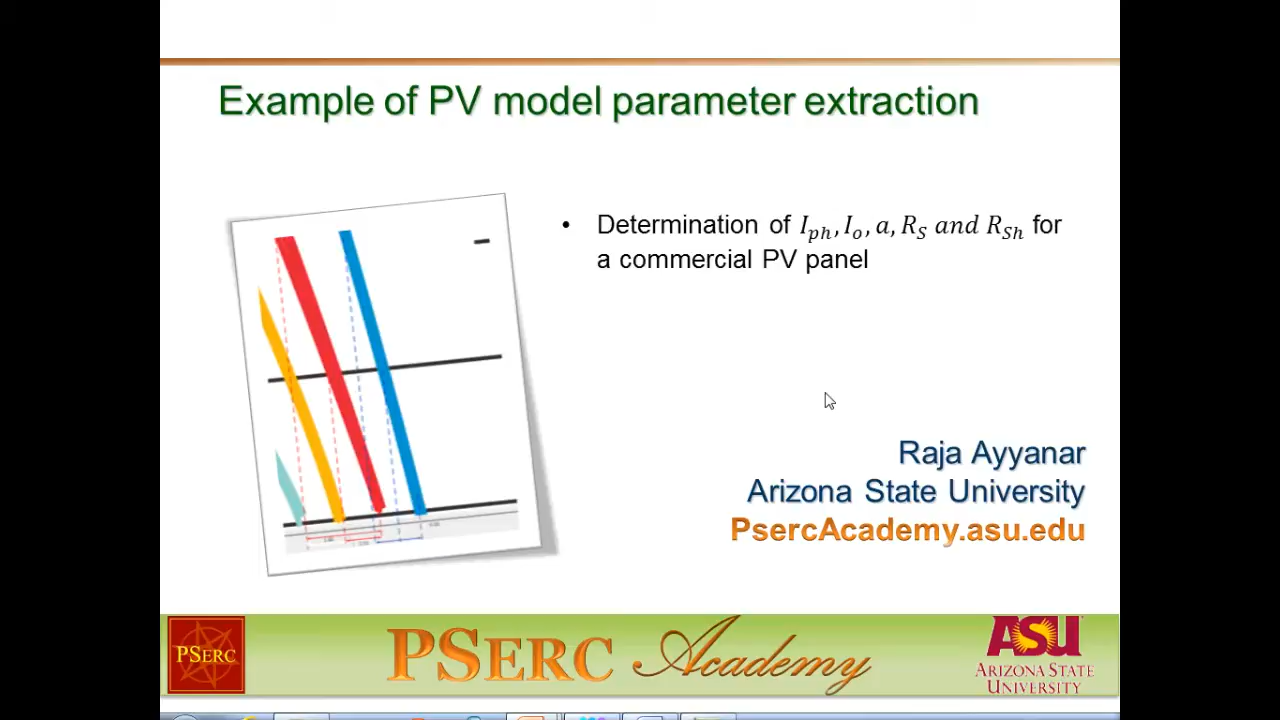 Example of PV model parameter extraction
• Determination of I_ph, I_o, a, R_S and R_Sh for
a commercial PV panel
Raja Ayyanar
Arizona State University
PsercAcademy.asu.edu
PSERC
PSERC Academy
ASU
ARIZONA STATE
UNIVERSITY